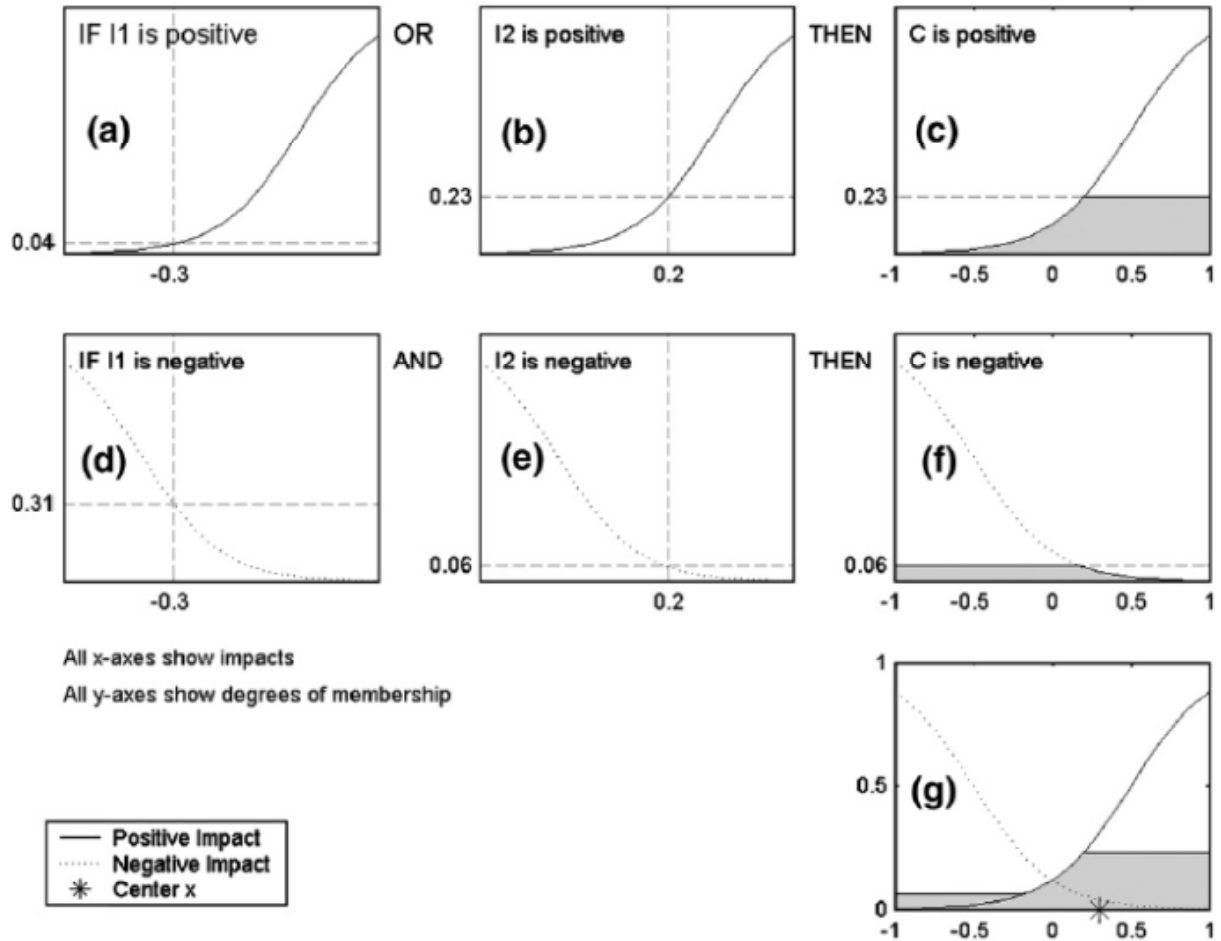 IF I1 is positive OR I2 is positive THEN C is positive
(a) (b) (c)
0.23 0.23
0.04
-0.3 0.2 -1 -0.5 0 0.5 1
IF I1 is negative AND I2 is negative THEN C is negative
(d) (e) (f)
0.31
0.06 0.06
-0.3 0.2 -1 -0.5 0 0.5 1
All x-axes show impacts
All y-axes show degrees of membership
1
(g)
0.5
0
-1 -0.5 0 0.5 1
Positive Impact
Negative Impact
Center x